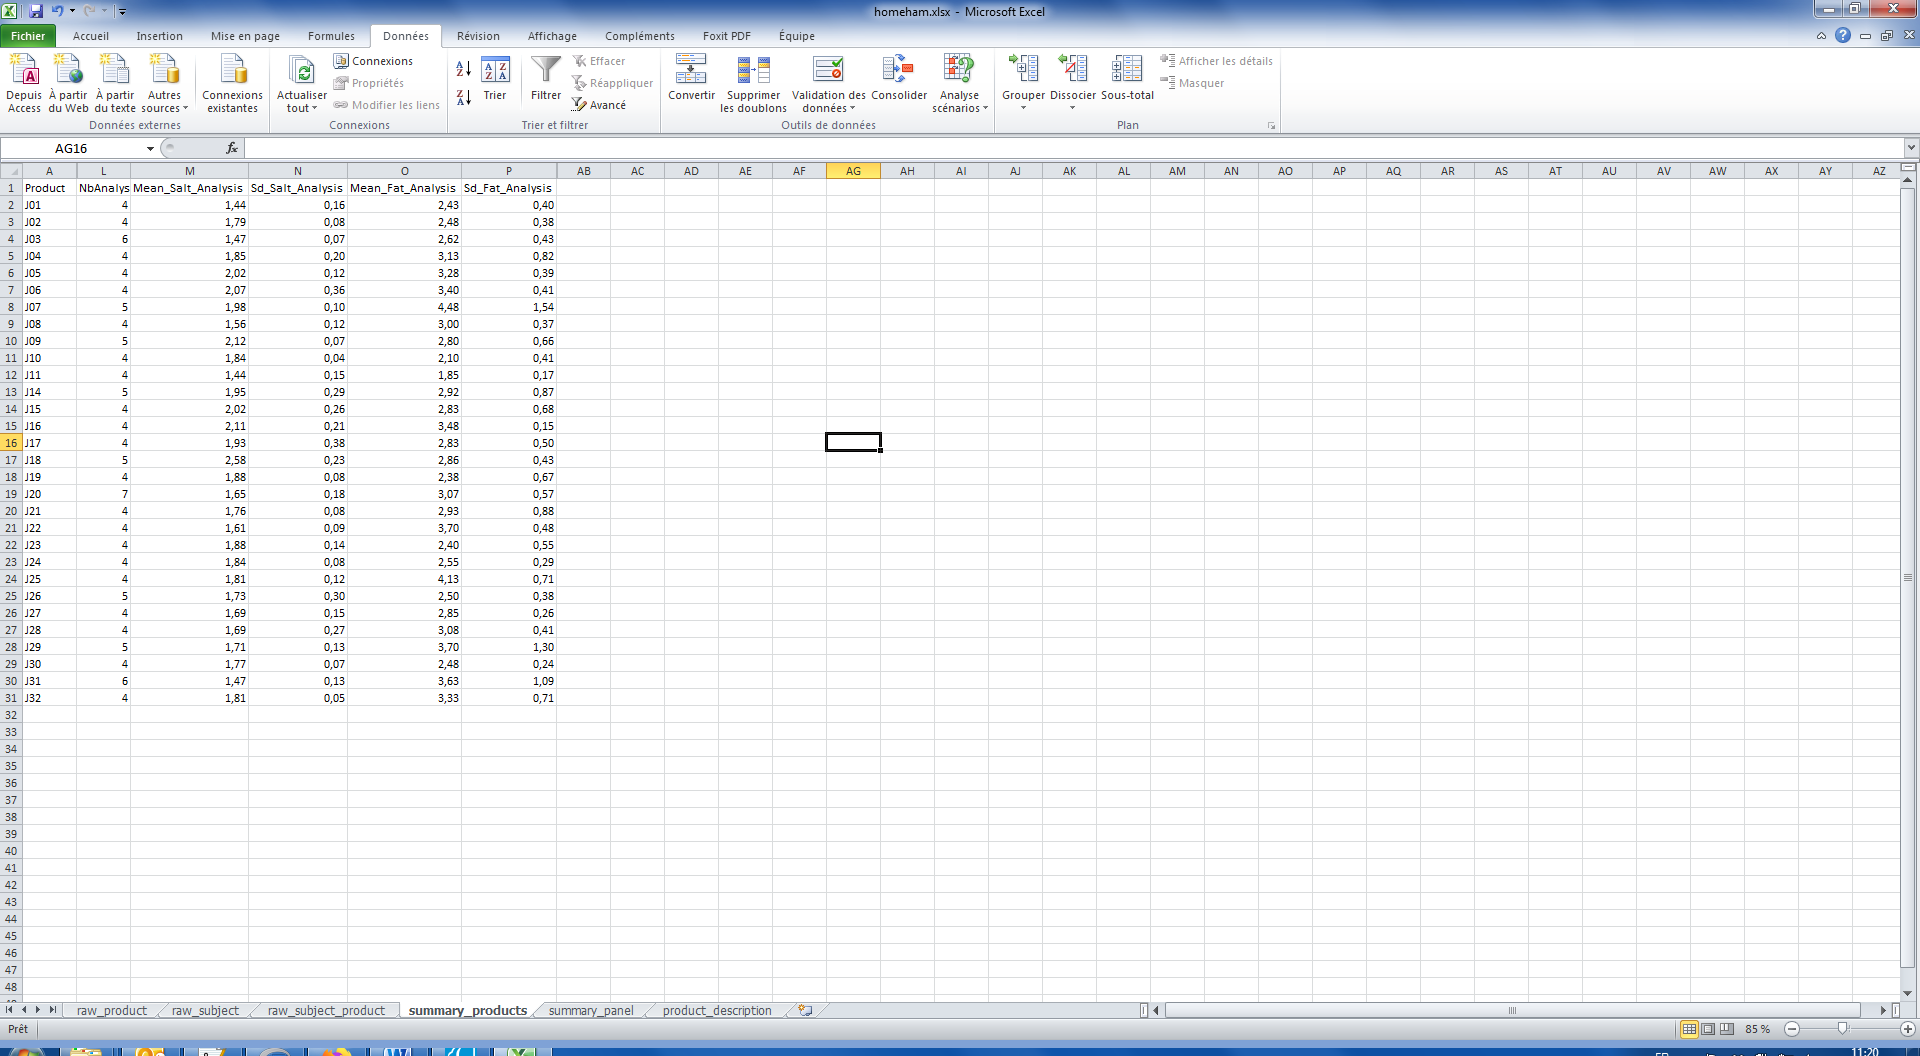 homeham.xlsx - Microsoft Excel
Fichier Accueil Insertion Mise en page Formules Données Révision Affichage Compléments Foxit PDF Équipe
Depuis Access À partir du Web À partir du texte Autres sources Connexions existantes Actualiser tout Connexions Propriétés Modifier les liens Trier Filtrer Effacer Réappliquer Avancé Convertir Supprimer les doublons Validation des données Consolider Analyse scénarios Grouper Dissocier Sous-total Afficher les détails Masquer
Données externes Connexions Trier et filtrer Outils de données Plan
AG16 fx
A L M N O P AB AC AD AE AF AG AH AI AJ AK AL AM AN AO AP AQ AR AS AT AU AV AW AX AY AZ
1 Product NbAnalys Mean_Salt_Analysis Sd_Salt_Analysis Mean_Fat_Analysis Sd_Fat_Analysis
2 J01 4 1,44 0,16 2,43 0,40
3 J02 4 1,79 0,08 2,48 0,38
4 J03 6 1,47 0,07 2,62 0,43
5 J04 4 1,85 0,20 3,13 0,82
6 J05 4 2,02 0,12 3,28 0,39
7 J06 4 2,07 0,36 3,40 0,41
8 J07 5 1,98 0,10 4,48 1,54
9 J08 4 1,56 0,12 3,00 0,37
10 J09 5 2,12 0,07 2,80 0,66
11 J10 4 1,84 0,04 2,10 0,41
12 J11 4 1,44 0,15 1,85 0,17
13 J14 5 1,95 0,29 2,92 0,87
14 J15 4 2,02 0,26 2,83 0,68
15 J16 4 2,11 0,21 3,48 0,15
16 J17 4 1,93 0,38 2,83 0,50
17 J18 5 2,58 0,23 2,86 0,43
18 J19 4 1,88 0,08 2,38 0,67
19 J20 7 1,65 0,18 3,07 0,57
20 J21 4 1,76 0,08 2,93 0,88
21 J22 4 1,61 0,09 3,70 0,48
22 J23 4 1,88 0,14 2,40 0,55
23 J24 4 1,84 0,08 2,55 0,29
24 J25 4 1,81 0,12 4,13 0,71
25 J26 5 1,73 0,30 2,50 0,38
26 J27 4 1,69 0,15 2,85 0,26
27 J28 4 1,69 0,27 3,08 0,41
28 J29 5 1,71 0,13 3,70 1,30
29 J30 4 1,77 0,07 2,48 0,24
30 J31 6 1,47 0,13 3,63 1,09
31 J32 4 1,81 0,05 3,33 0,71
32
33
34
35
36
37
38
39
40
41
42
43
44
45
46
47
48
raw_product raw_subject raw_subject_product summary_products summary_panel product_description
Prêt 85 %
11:20